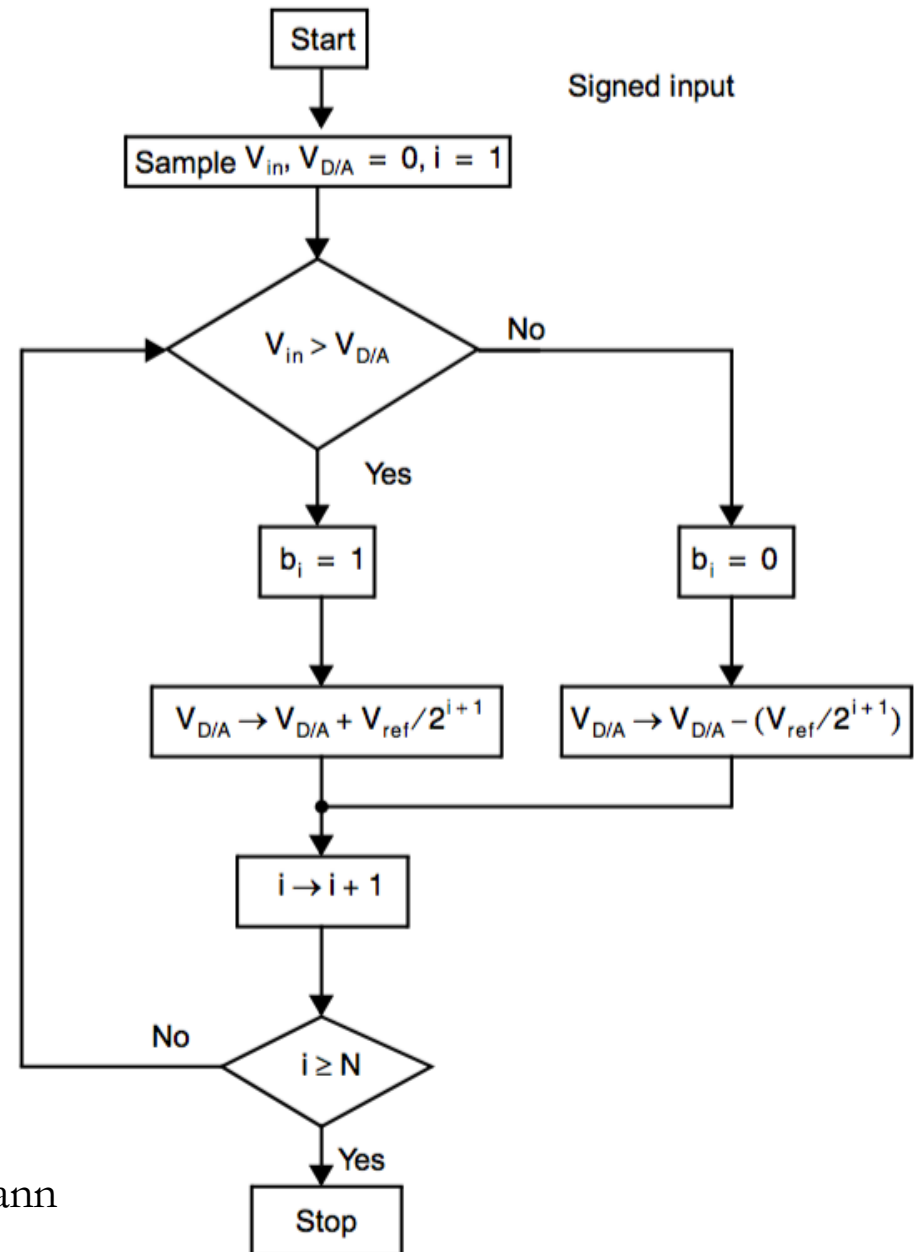 Start
Signed input
Sample V_in, V_D/A = 0, i = 1
V_in > V_D/A
No
Yes
b_i = 1
b_i = 0
V_D/A → V_D/A + V_ref/2^{i+1}
V_D/A → V_D/A − (V_ref/2^{i+1})
i → i + 1
No
i ≥ N
Yes
ann
Stop